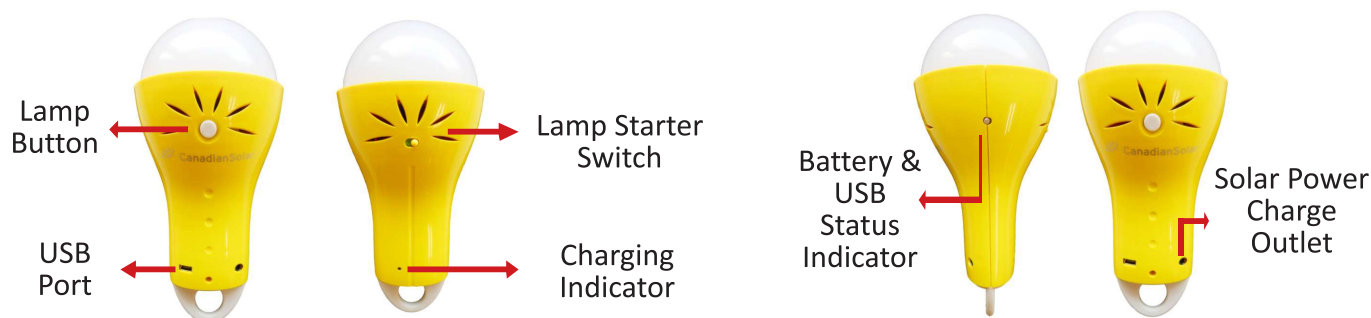 Lamp
Button
CanadianSolar
USB
Port
Lamp Starter
Switch
Charging
Indicator
Battery &
USB
Status
Indicator
CanadianSolar
Solar Power
Charge
Outlet